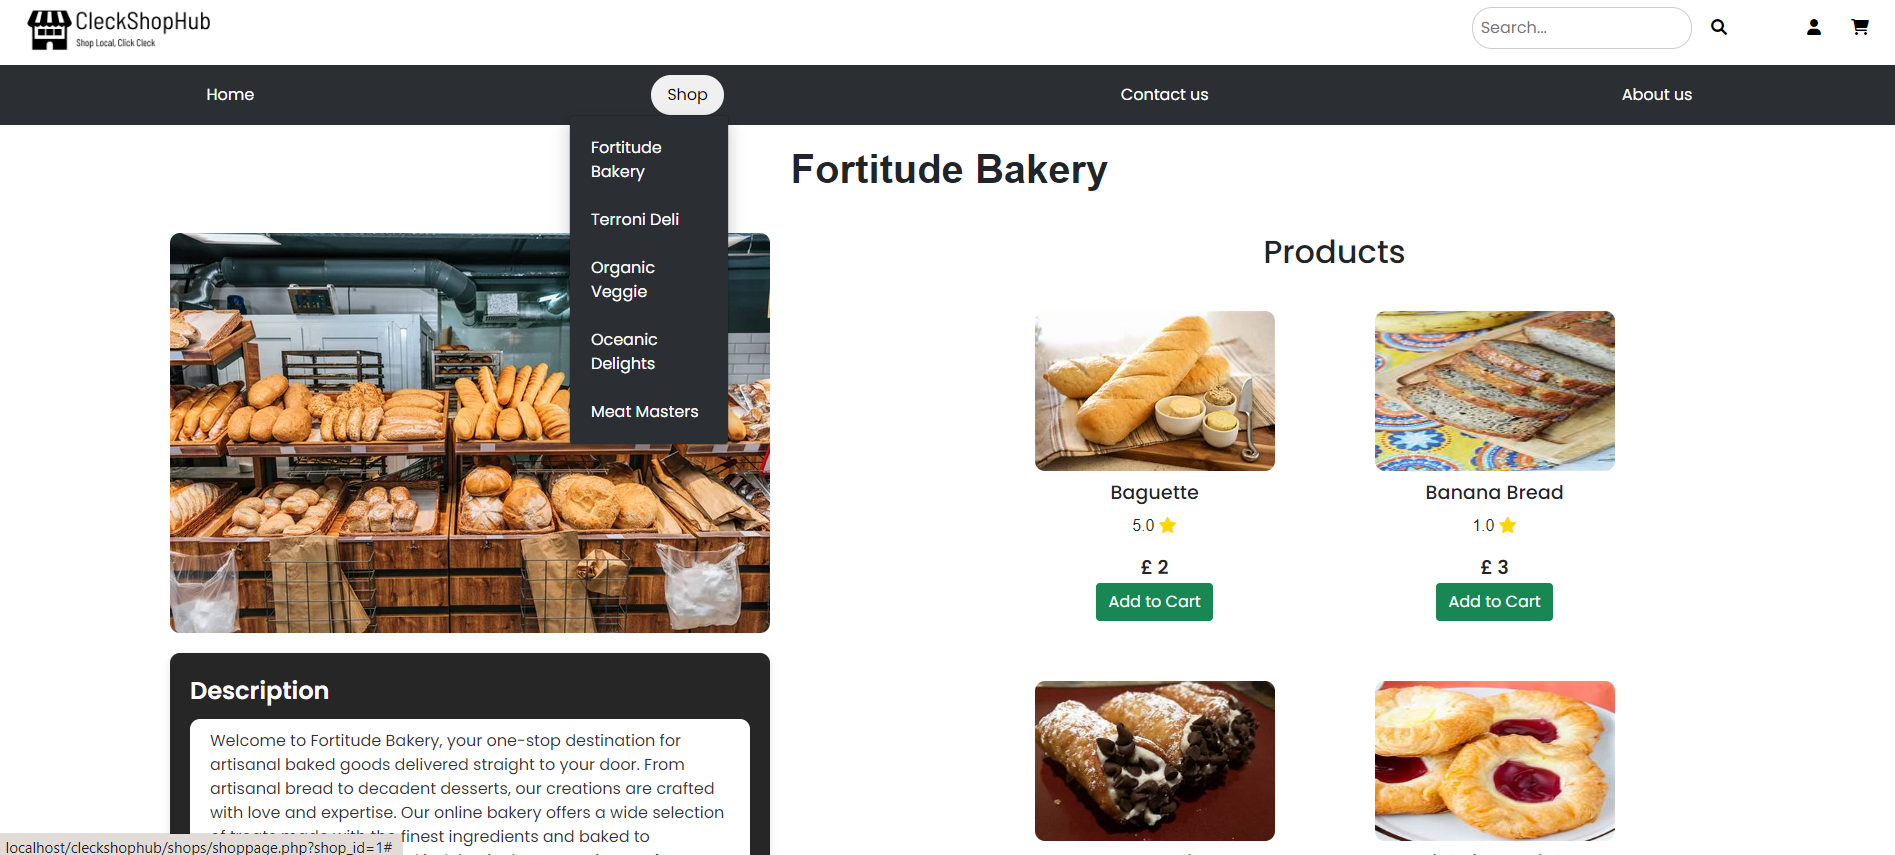 CleckShopHub
Shop Local, Click Cleck
Search...
Home
Shop
Contact us
About us
Fortitude
Bakery
Terroni Deli
Organic
Veggie
Oceanic
Delights
Meat Masters
Fortitude Bakery
Products
Baguette
5.0
£ 2
Add to Cart
Banana Bread
1.0
£ 3
Add to Cart
Description
Welcome to Fortitude Bakery, your one-stop destination for
artisanal baked goods delivered straight to your door. From
artisanal bread to decadent desserts, our creations are crafted
with love and expertise. Our online bakery offers a wide selection
of treats made with the finest ingredients and baked to
localhost/cleckshophub/shops/shoppage.php?shop_id=1#